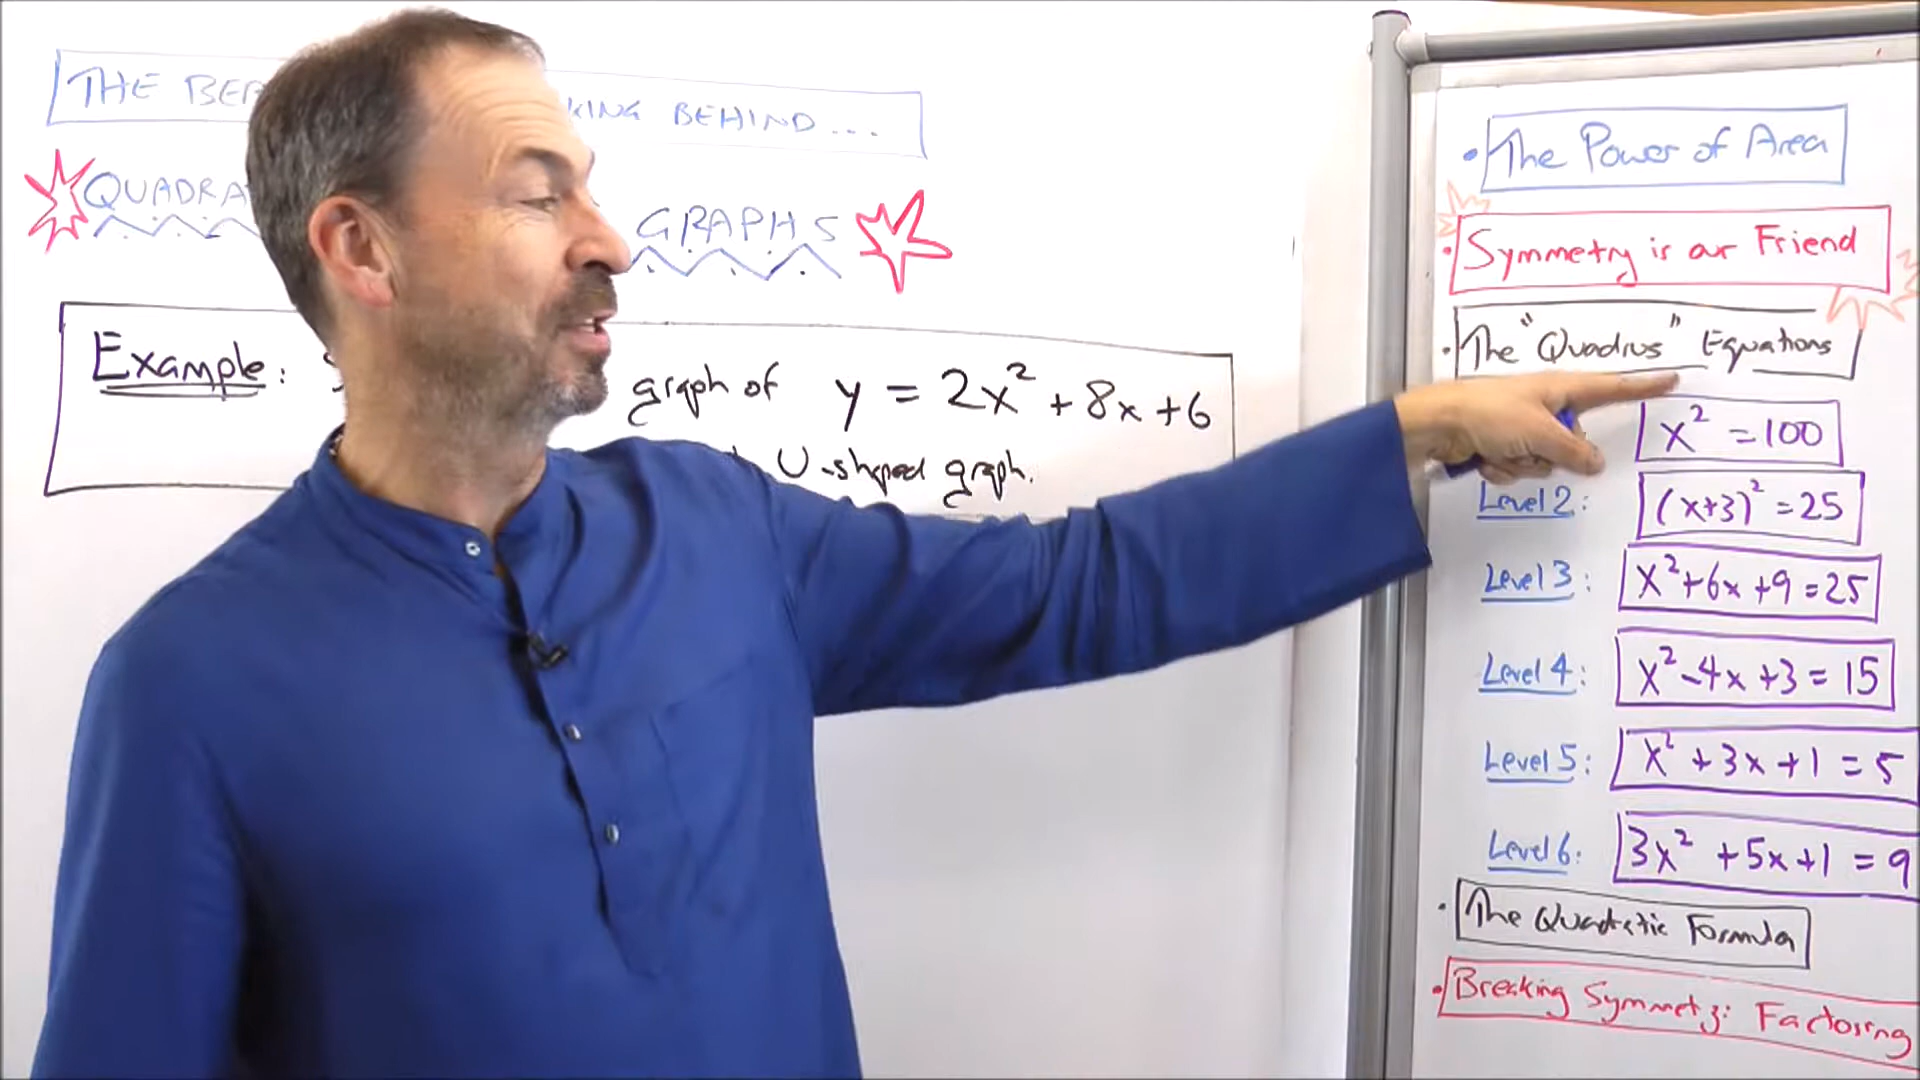 THE
KING BEHIND...
GRAPHS
Example: graph of y = 2x² + 8x + 6
U-shaped graph.
• The Power of Area
• Symmetry is our Friend
• The "Quadrus" Equations
x² = 100
Level 2: (x+3)² = 25
Level 3: x² + 6x + 9 = 25
Level 4: x² - 4x + 3 = 15
Level 5: x² + 3x + 1 = 5
Level 6: 3x² + 5x + 1 = 9
• The Quadratic Formula
• Breaking Symmetry: Factoring